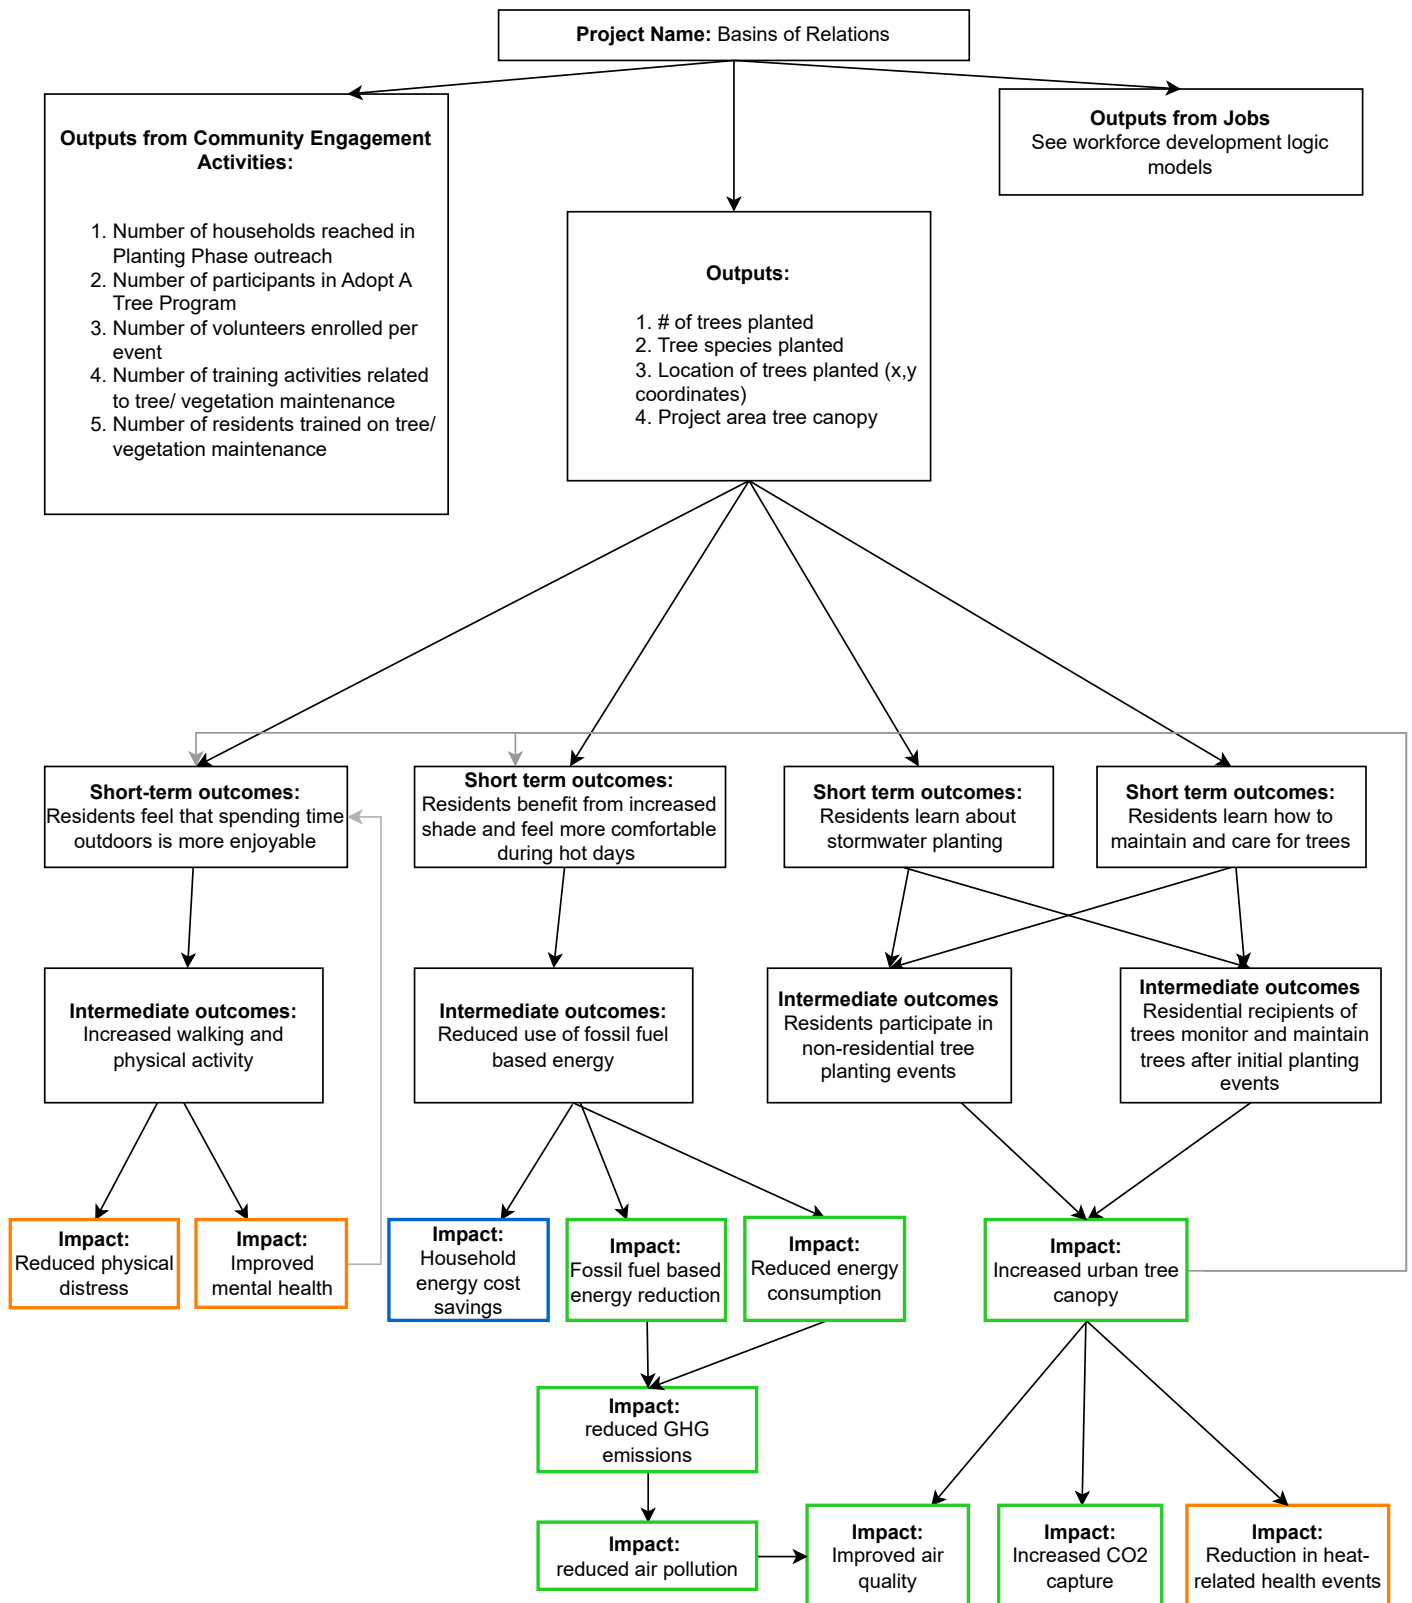 Project Name: Basins of Relations
Outputs from Community Engagement
Activities:
1. Number of households reached in
Planting Phase outreach
2. Number of participants in Adopt A
Tree Program
3. Number of volunteers enrolled per
event
4. Number of training activities related
to tree/ vegetation maintenance
5. Number of residents trained on tree/
vegetation maintenance
Outputs from Jobs
See workforce development logic
models
Outputs:
1. # of trees planted
2. Tree species planted
3. Location of trees planted (x,y
coordinates)
4. Project area tree canopy
Short-term outcomes:
Residents feel that spending time
outdoors is more enjoyable
Short term outcomes:
Residents benefit from increased
shade and feel more comfortable
during hot days
Short term outcomes:
Residents learn about
stormwater planting
Short term outcomes:
Residents learn how to
maintain and care for trees
Intermediate outcomes:
Increased walking and
physical activity
Intermediate outcomes:
Reduced use of fossil fuel
based energy
Intermediate outcomes
Residents participate in
non-residential tree
planting events
Intermediate outcomes
Residential recipients of
trees monitor and maintain
trees after initial planting
events
Impact:
Reduced physical
distress
Impact:
Improved
mental health
Impact:
Household
energy cost
savings
Impact:
Fossil fuel based
energy reduction
Impact:
Reduced energy
consumption
Impact:
Increased urban tree
canopy
Impact:
reduced GHG
emissions
Impact:
reduced air pollution
Impact:
Improved air
quality
Impact:
Increased CO2
capture
Impact:
Reduction in heat-
related health events